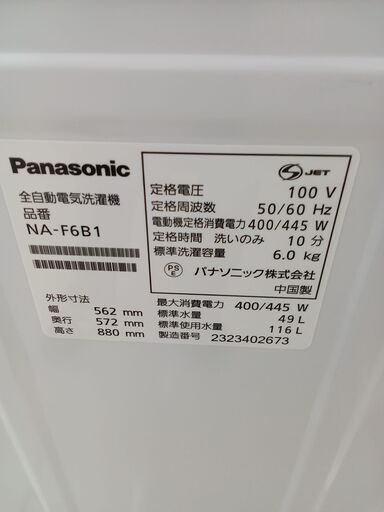 Panasonic
全自動電気洗濯機
品番
NA-F6B1
外形寸法
幅 562 mm
奥行 572 mm
高さ 880 mm
S JET
定格電圧 100 V
定格周波数 50/60 Hz
電動機定格消費電力 400/445 W
定格時間 洗いのみ 10 分
標準洗濯容量 6.0 kg
PS E パナソニック株式会社
中国製
最大消費電力 400/445 W
標準水量 49 L
標準使用水量 116 L
製造番号 2323402673